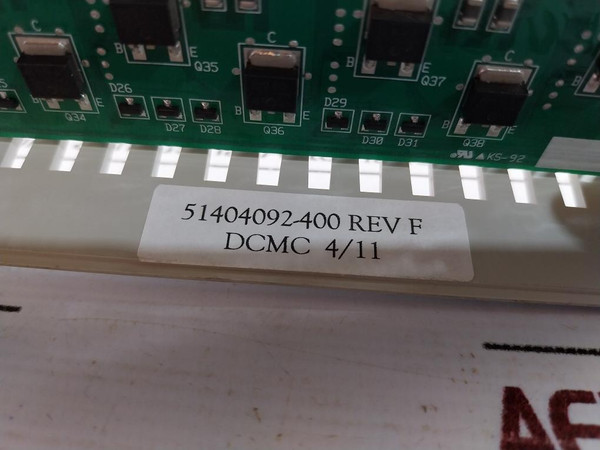 C
C
C
B
E
Q35
E
Q37
B
Q34
E
B
Q36
E
B
Q38
E
D26
D27
D28
D29
D30
D31
KS-92
51404092-400 REV F
DCMC 4/11